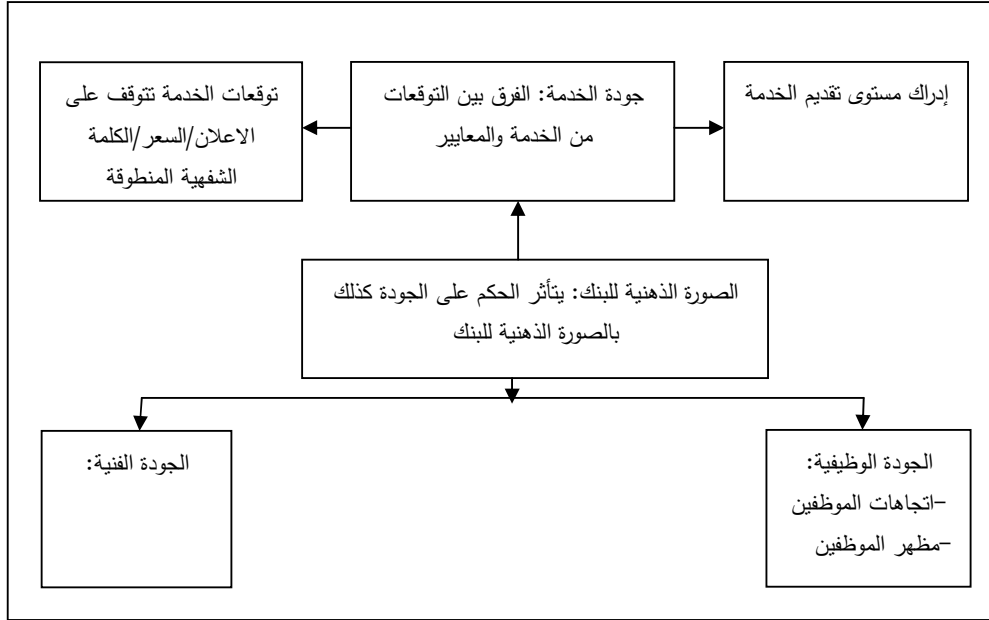 إدراك مستوى تقديم الخدمة
جودة الخدمة: الفرق بين التوقعات
من الخدمة والمعايير
توقعات الخدمة تتوقف على
الاعلان/السعر/الكلمة
الشفهية المنطوقة
الصورة الذهنية للبنك: يتأثر الحكم على الجودة كذلك
بالصورة الذهنية للبنك
الجودة الوظيفية:
-اتجاهات الموظفين
-مظهر الموظفين
الجودة الفنية: